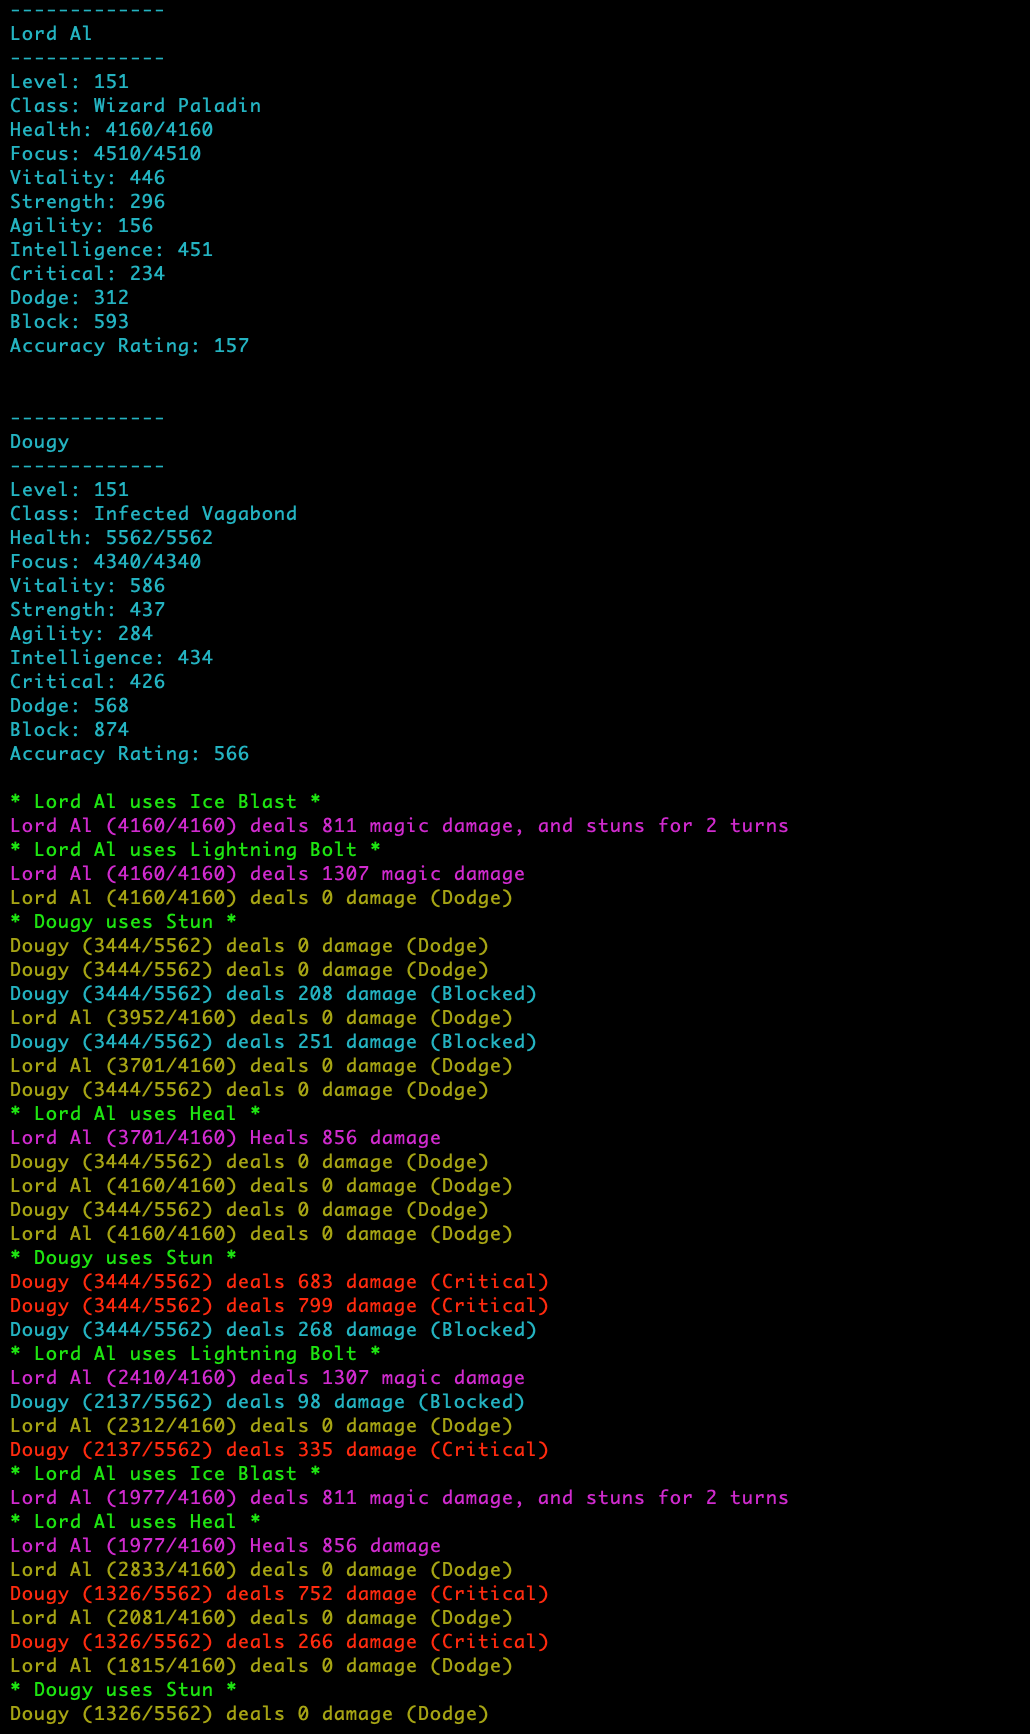 -------------
Lord Al
-------------
Level: 151
Class: Wizard Paladin
Health: 4160/4160
Focus: 4510/4510
Vitality: 446
Strength: 296
Agility: 156
Intelligence: 451
Critical: 234
Dodge: 312
Block: 593
Accuracy Rating: 157
-------------
Dougy
-------------
Level: 151
Class: Infected Vagabond
Health: 5562/5562
Focus: 4340/4340
Vitality: 586
Strength: 437
Agility: 284
Intelligence: 434
Critical: 426
Dodge: 568
Block: 874
Accuracy Rating: 566
* Lord Al uses Ice Blast *
Lord Al (4160/4160) deals 811 magic damage, and stuns for 2 turns
* Lord Al uses Lightning Bolt *
Lord Al (4160/4160) deals 1307 magic damage
Lord Al (4160/4160) deals 0 damage (Dodge)
* Dougy uses Stun *
Dougy (3444/5562) deals 0 damage (Dodge)
Dougy (3444/5562) deals 0 damage (Dodge)
Dougy (3444/5562) deals 208 damage (Blocked)
Lord Al (3952/4160) deals 0 damage (Dodge)
Dougy (3444/5562) deals 251 damage (Blocked)
Lord Al (3701/4160) deals 0 damage (Dodge)
Dougy (3444/5562) deals 0 damage (Dodge)
* Lord Al uses Heal *
Lord Al (3701/4160) Heals 856 damage
Dougy (3444/5562) deals 0 damage (Dodge)
Lord Al (4160/4160) deals 0 damage (Dodge)
Dougy (3444/5562) deals 0 damage (Dodge)
Lord Al (4160/4160) deals 0 damage (Dodge)
* Dougy uses Stun *
Dougy (3444/5562) deals 683 damage (Critical)
Dougy (3444/5562) deals 799 damage (Critical)
Dougy (3444/5562) deals 268 damage (Blocked)
* Lord Al uses Lightning Bolt *
Lord Al (2410/4160) deals 1307 magic damage
Dougy (2137/5562) deals 98 damage (Blocked)
Lord Al (2312/4160) deals 0 damage (Dodge)
Dougy (2137/5562) deals 335 damage (Critical)
* Lord Al uses Ice Blast *
Lord Al (1977/4160) deals 811 magic damage, and stuns for 2 turns
* Lord Al uses Heal *
Lord Al (1977/4160) Heals 856 damage
Lord Al (2833/4160) deals 0 damage (Dodge)
Dougy (1326/5562) deals 752 damage (Critical)
Lord Al (2081/4160) deals 0 damage (Dodge)
Dougy (1326/5562) deals 266 damage (Critical)
Lord Al (1815/4160) deals 0 damage (Dodge)
* Dougy uses Stun *
Dougy (1326/5562) deals 0 damage (Dodge)